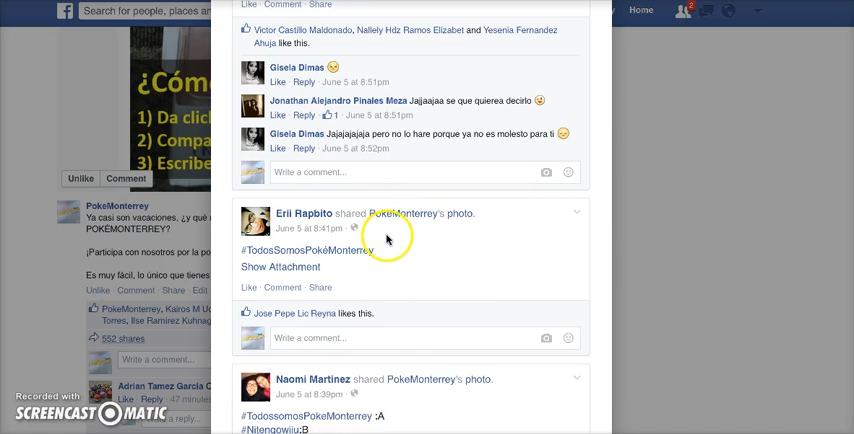 Search for people, places an
Home
2
¿Cóm
1) Da clic
2) Compa
3) Escribe
Unlike Comment
PokeMonterrey
Ya casi son vacaciones, ¿y qué
POKÉMONTERREY?
¡Participa con nosotros por la po
Es muy fácil, lo único que tienes
Unlike · Comment · Share · Edit
PokeMonterrey, Kairos M Uc
Torres, Ilse Ramírez Kuhnag
552 shares
Write a comment...
Adrian Tamez Garcia C
Like · Reply · 47 minutes
Write a reply...
Like · Comment · Share
Victor Castillo Maldonado, Nallely Hdz Ramos Elizabet and Yesenia Fernandez
Ahuja like this.
Gisela Dimas
Like · Reply · June 5 at 8:51pm
Jonathan Alejandro Pinales Meza Jajjaajaa se que quierea decirlo
Like · Reply · 1 · June 5 at 8:51pm
Gisela Dimas Jajajajajaja pero no lo hare porque ya no es molesto para ti
Like · Reply · June 5 at 8:52pm
Write a comment...
Erii Rapbito shared PokeMonterrey's photo.
June 5 at 8:41pm ·
#TodosSomosPokéMonterrey
Show Attachment
Like · Comment · Share
Jose Pepe Lic Reyna likes this.
Write a comment...
Naomi Martinez shared PokeMonterrey's photo.
June 5 at 8:39pm ·
#TodossomosPokeMonterrey :A
#Nitengowiiu:B
Recorded with
SCREENCAST MATIC